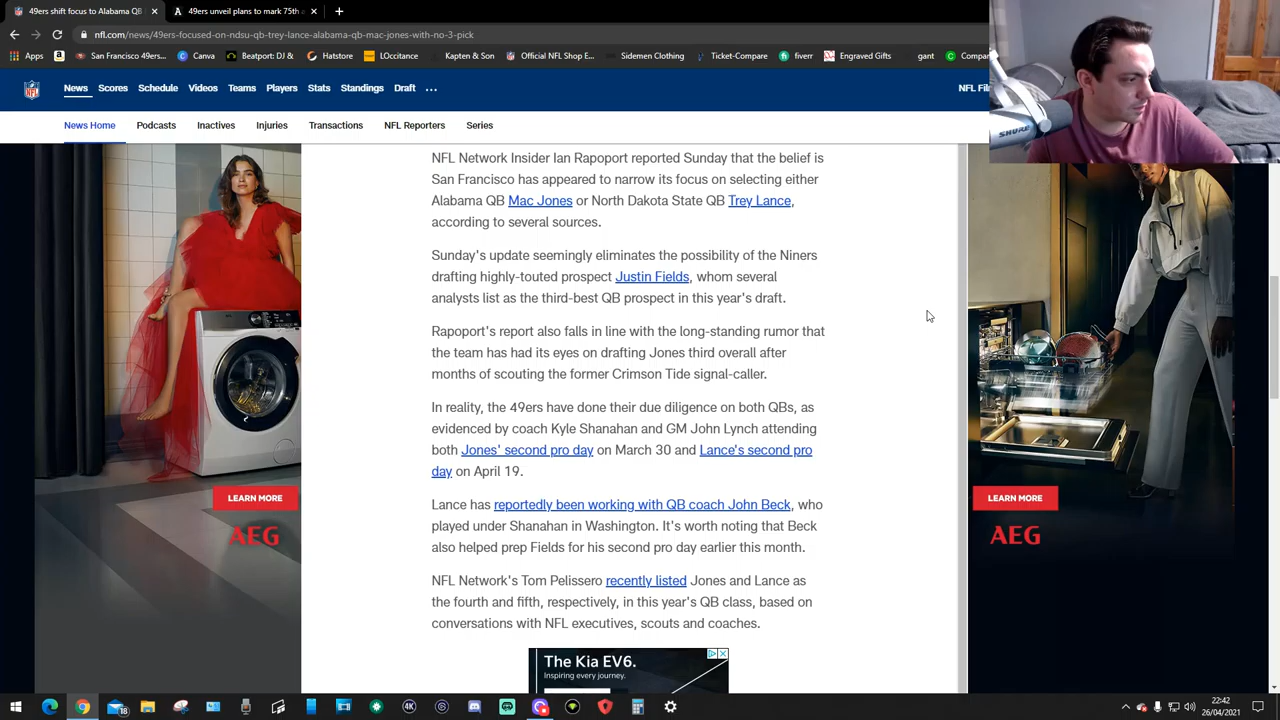 49ers shift focus to Alabama QB
49ers unveil uniforms to mark 75th a
nfl.com/news/49ers-focused-on-ndsu-qb-trey-lance-alabama-qb-mac-jones-with-no-3-pick
Apps San Francisco 49ers... Canva Beatport: DJ & Hatstore LOccitane Kapten & Son Official NFL Shop E... Sidemen Clothing Ticket-Compare fiverr Engraved Gifts gant
News Scores Schedule Videos Teams Players Stats Standings Draft ...
News Home Podcasts Inactives Injuries Transactions NFL Reporters Series
SHURE
NFL Network Insider Ian Rapoport reported Sunday that the belief is
San Francisco has appeared to narrow its focus on selecting either
Alabama QB Mac Jones or North Dakota State QB Trey Lance,
according to several sources.
Sunday's update seemingly eliminates the possibility of the Niners
drafting highly-touted prospect Justin Fields, whom several
analysts list as the third-best QB prospect in this year's draft.
Rapoport's report also falls in line with the long-standing rumor that
the team has had its eyes on drafting Jones third overall after
months of scouting the former Crimson Tide signal-caller.
In reality, the 49ers have done their due diligence on both QBs, as
evidenced by coach Kyle Shanahan and GM John Lynch attending
both Jones' second pro day on March 30 and Lance's second pro
day on April 19.
Lance has reportedly been working with QB coach John Beck, who
played under Shanahan in Washington. It's worth noting that Beck
also helped prep Fields for his second pro day earlier this month.
NFL Network's Tom Pelissero recently listed Jones and Lance as
the fourth and fifth, respectively, in this year's QB class, based on
conversations with NFL executives, scouts and coaches.
LEARN MORE
AEG
LEARN MORE
AEG
The Kia EV6.
Inspiring every journey.
18
4K
22:42
26/04/2021